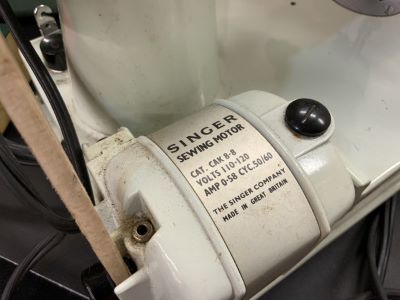 SINGER
SEWING MOTOR
CAT. CAK 8-8
VOLTS 110-120
AMP 0·58 CYC.50/60
THE SINGER COMPANY
MADE IN GREAT BRITAIN